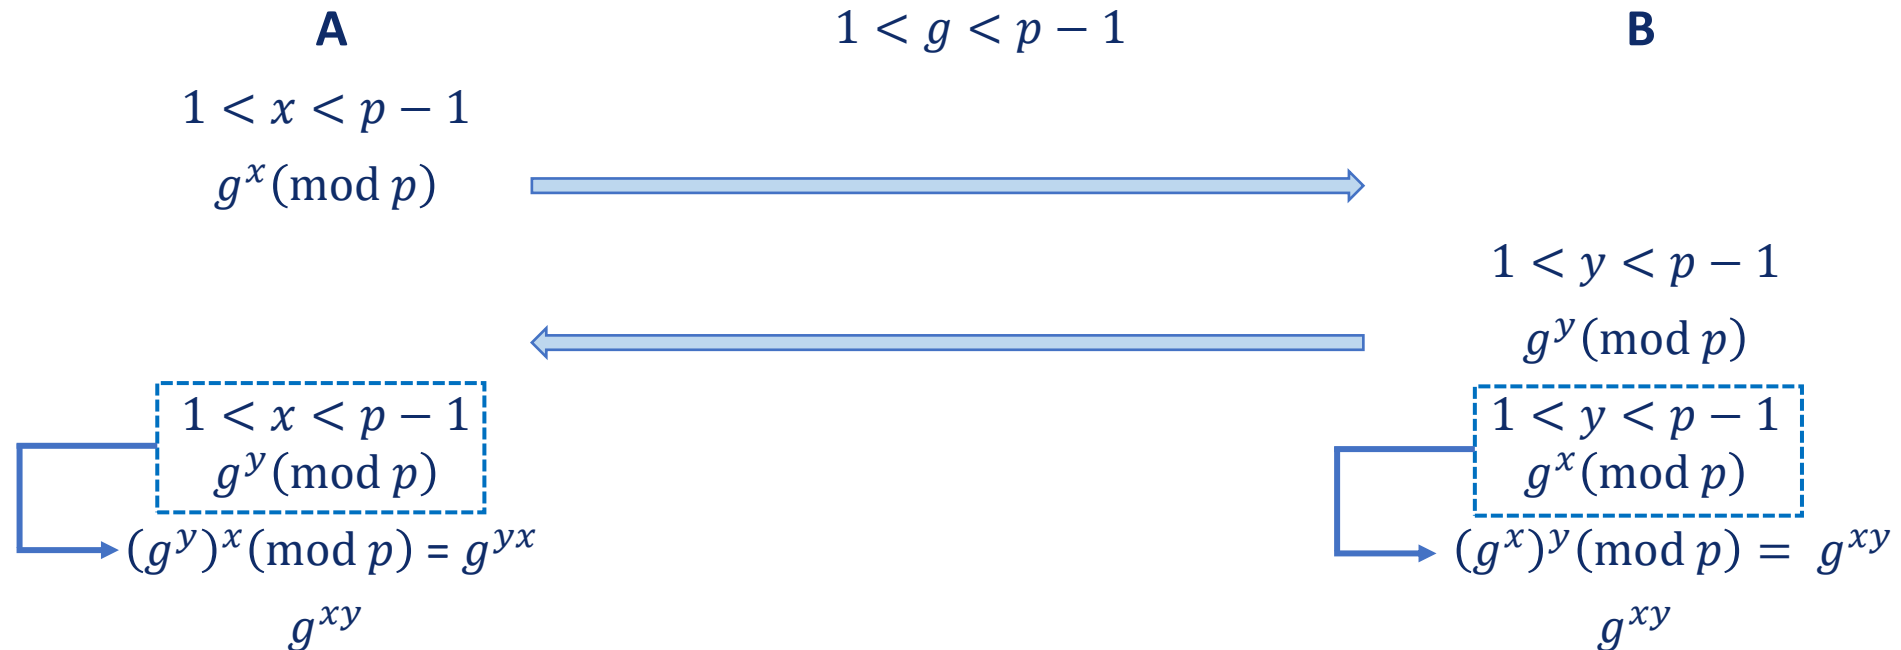 A
1 < g < p − 1
B
1 < x < p − 1
g^x (mod p)
1 < y < p − 1
g^y (mod p)
1 < x < p − 1
g^y (mod p)
(g^y)^x (mod p) = g^{yx}
g^{xy}
1 < y < p − 1
g^x (mod p)
(g^x)^y (mod p) = g^{xy}
g^{xy}